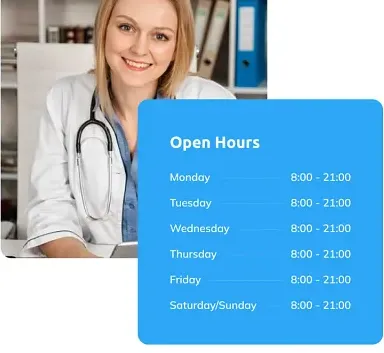 Open Hours
Monday 8:00 - 21:00
Tuesday 8:00 - 21:00
Wednesday 8:00 - 21:00
Thursday 8:00 - 21:00
Friday 8:00 - 21:00
Saturday/Sunday 8:00 - 21:00